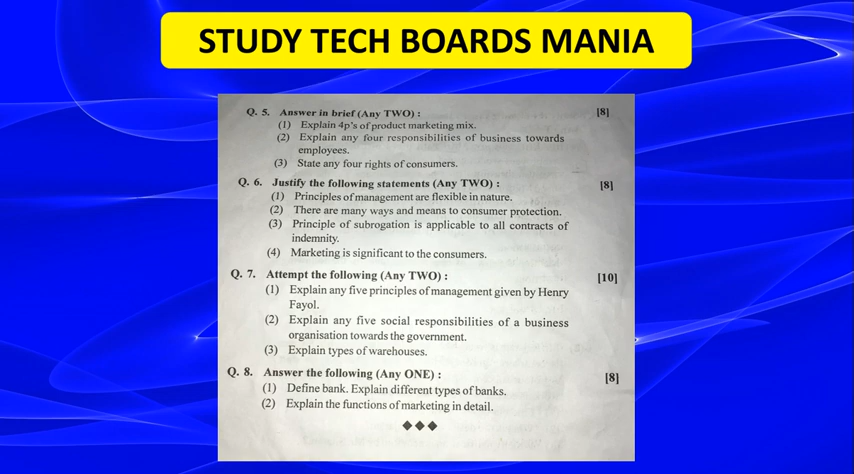 STUDY TECH BOARDS MANIA
Q. 5. Answer in brief (Any TWO) : [8]
(1) Explain 4p's of product marketing mix.
(2) Explain any four responsibilities of business towards
employees.
(3) State any four rights of consumers.
Q. 6. Justify the following statements (Any TWO) : [8]
(1) Principles of management are flexible in nature.
(2) There are many ways and means to consumer protection.
(3) Principle of subrogation is applicable to all contracts of
indemnity.
(4) Marketing is significant to the consumers.
Q. 7. Attempt the following (Any TWO) : [10]
(1) Explain any five principles of management given by Henry
Fayol.
(2) Explain any five social responsibilities of a business
organisation towards the government.
(3) Explain types of warehouses.
Q. 8. Answer the following (Any ONE) : [8]
(1) Define bank. Explain different types of banks.
(2) Explain the functions of marketing in detail.